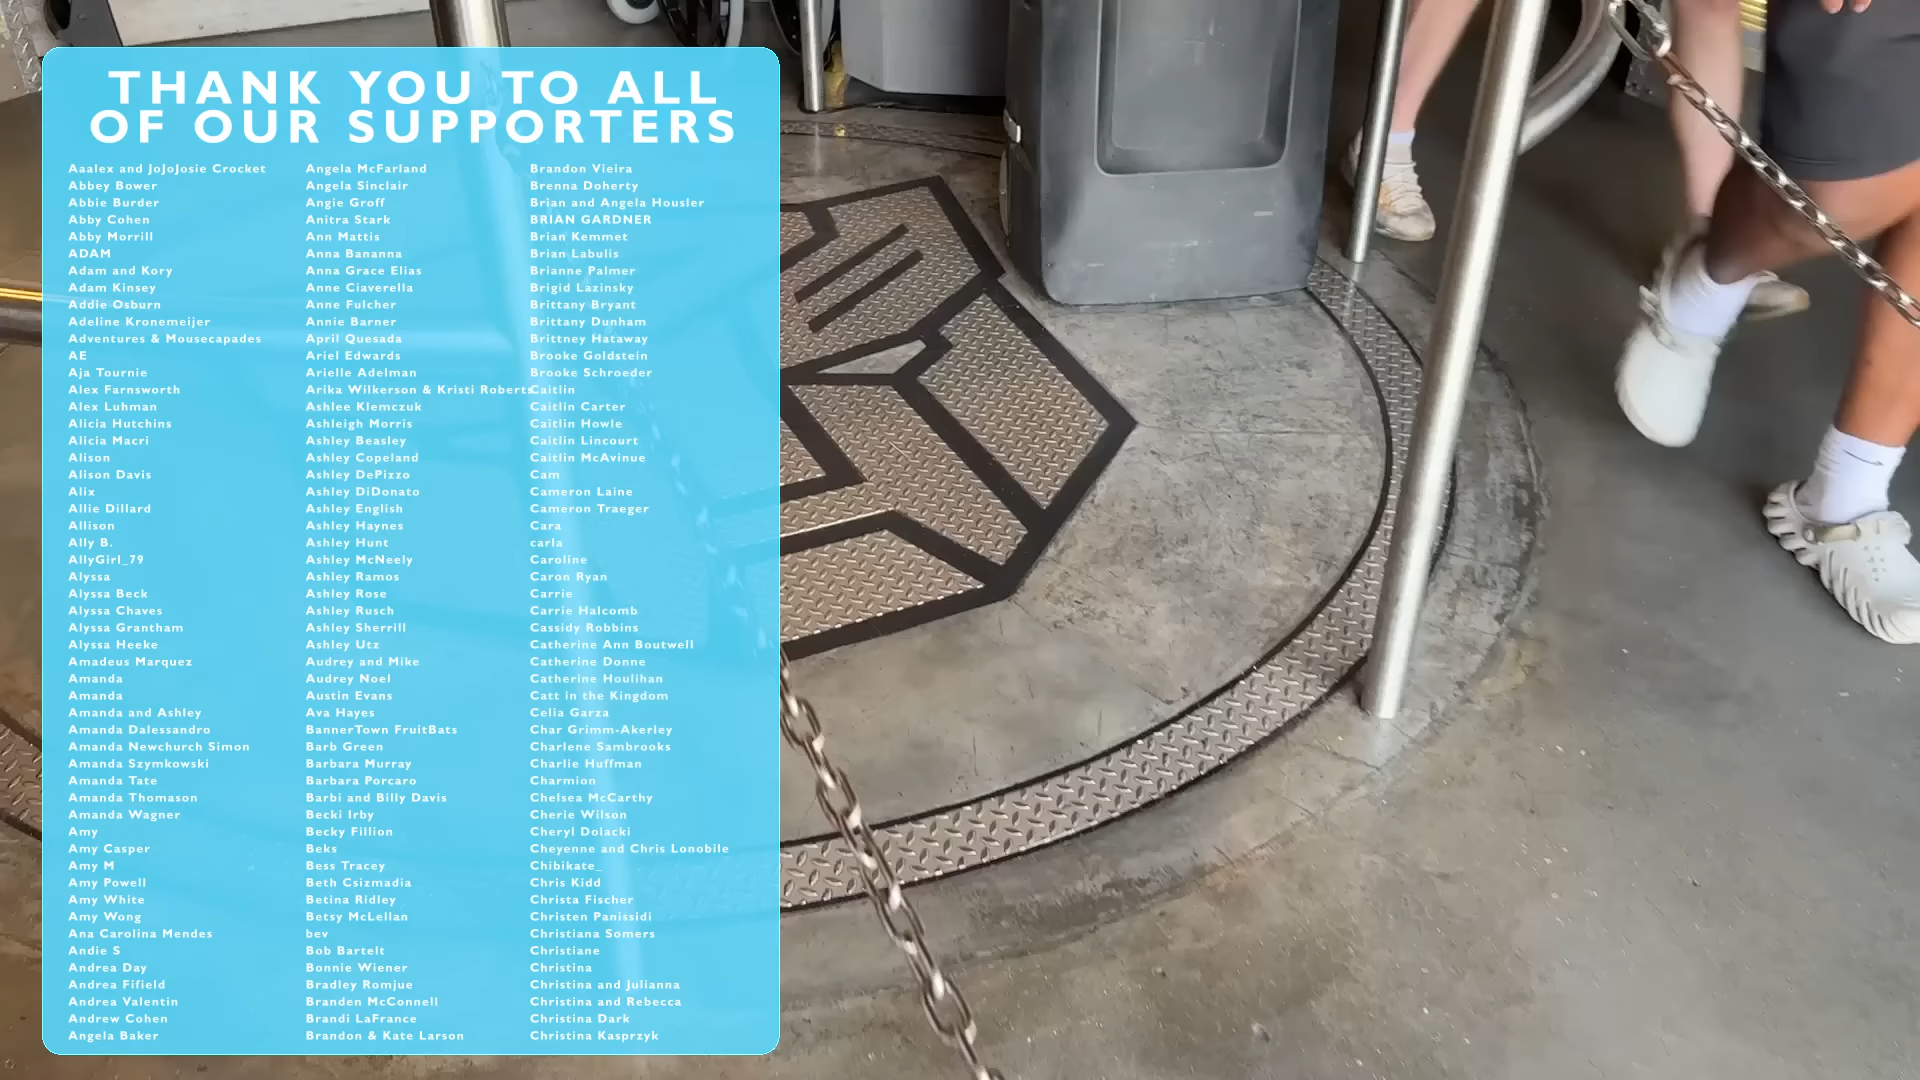 THANK YOU TO ALL
OF OUR SUPPORTERS
Aaalex and JoJoJosie Crocket
Abbey Bower
Abbie Burder
Abby Cohen
Abby Morrill
ADAM
Adam and Kory
Adam Kinsey
Addie Osburn
Adeline Kronemeijer
Adventures & Mousecapades
AE
Aja Tournie
Alex Farnsworth
Alex Luhman
Alicia Hutchins
Alicia Macri
Alison
Alison Davis
Alix
Allie Dillard
Allison
Ally B.
AllyGirl_79
Alyssa
Alyssa Beck
Alyssa Chaves
Alyssa Grantham
Alyssa Heeke
Amadeus Marquez
Amanda
Amanda
Amanda and Ashley
Amanda Dalessandro
Amanda Newchurch Simon
Amanda Szymkowski
Amanda Tate
Amanda Thomason
Amanda Wagner
Amy
Amy Casper
Amy M
Amy Powell
Amy White
Amy Wong
Ana Carolina Mendes
Andie S
Andrea Day
Andrea Fifield
Andrea Valentin
Andrew Cohen
Angela Baker
Angela McFarland
Angela Sinclair
Angie Groff
Anitra Stark
Ann Mattis
Anna Bananna
Anna Grace Elias
Anne Ciaverella
Anne Fulcher
Annie Barner
April Quesada
Ariel Edwards
Arielle Adelman
Arika Wilkerson & Kristi Roberts
Ashlee Klemczuk
Ashleigh Morris
Ashley Beasley
Ashley Copeland
Ashley DePizzo
Ashley DiDonato
Ashley English
Ashley Haynes
Ashley Hunt
Ashley McNeely
Ashley Ramos
Ashley Rose
Ashley Rusch
Ashley Sherrill
Ashley Utz
Audrey and Mike
Audrey Noel
Austin Evans
Ava Hayes
BannerTown FruitBats
Barb Green
Barbara Murray
Barbara Porcaro
Barbi and Billy Davis
Becki Irby
Becky Fillion
Beks
Bess Tracey
Beth Csizmadia
Betina Ridley
Betsy McLellan
bev
Bob Bartelt
Bonnie Wiener
Bradley Romjue
Branden McConnell
Brandi LaFrance
Brandon & Kate Larson
Brandon Vieira
Brenna Doherty
Brian and Angela Housler
BRIAN GARDNER
Brian Kemmet
Brian Labulis
Brianne Palmer
Brigid Lazinsky
Brittany Bryant
Brittany Dunham
Brittney Hataway
Brooke Goldstein
Brooke Schroeder
Caitlin
Caitlin Carter
Caitlin Howle
Caitlin Lincourt
Caitlin McAvinue
Cam
Cameron Laine
Cameron Traeger
Cara
carla
Caroline
Caron Ryan
Carrie
Carrie Halcomb
Cassidy Robbins
Catherine Ann Boutwell
Catherine Donne
Catherine Houlihan
Catt in the Kingdom
Celia Garza
Char Grimm-Akerley
Charlene Sambrooks
Charlie Huffman
Charmion
Chelsea McCarthy
Cherie Wilson
Cheryl Dolacki
Cheyenne and Chris Lonobile
Chibikate_
Chris Kidd
Christa Fischer
Christen Panissidi
Christiana Somers
Christiane
Christina
Christina and Julianna
Christina and Rebecca
Christina Dark
Christina Kasprzyk